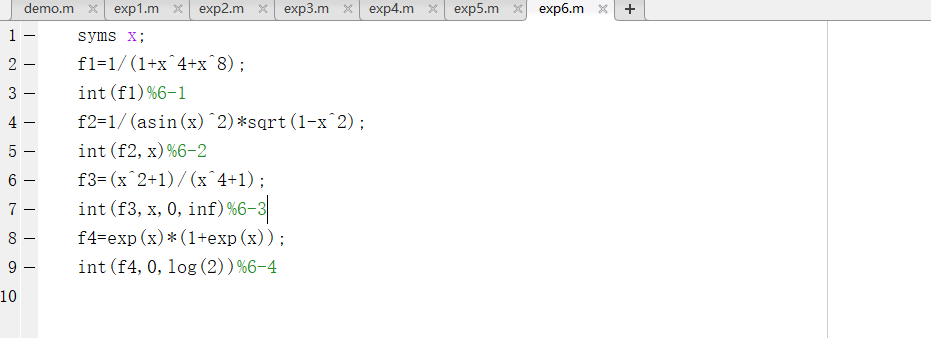 demo.m × exp1.m × exp2.m × exp3.m × exp4.m × exp5.m × exp6.m × +
1 — syms x;
2 — f1=1/(1+x^4+x^8);
3 — int(f1)%6-1
4 — f2=1/(asin(x)^2)*sqrt(1-x^2);
5 — int(f2,x)%6-2
6 — f3=(x^2+1)/(x^4+1);
7 — int(f3,x,0,inf)%6-3
8 — f4=exp(x)*(1+exp(x));
9 — int(f4,0,log(2))%6-4
10